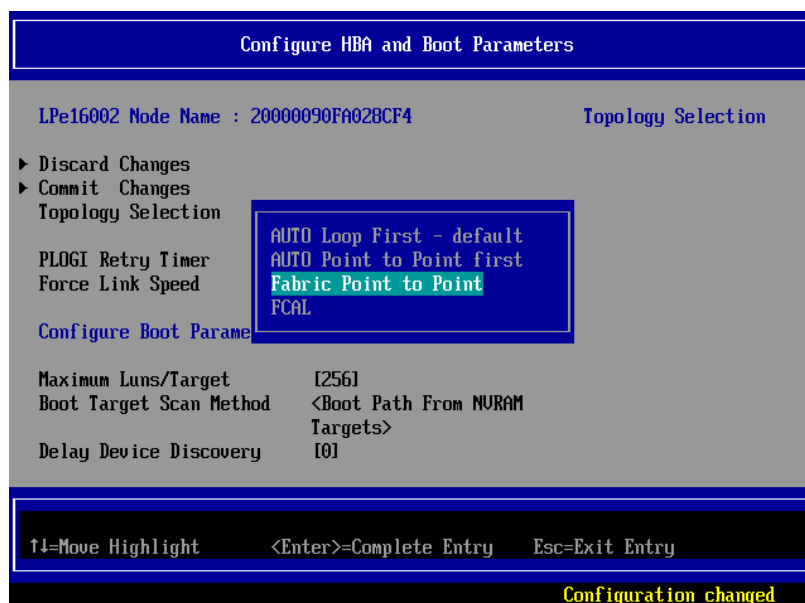 Configure HBA and Boot Parameters
LPe16002 Node Name : 20000090FA028CF4 Topology Selection
Discard Changes
Commit Changes
Topology Selection
AUTO Loop First - default
PLOGI Retry Timer AUTO Point to Point first
Force Link Speed Fabric Point to Point
FCAL
Configure Boot Parame
Maximum Luns/Target [256]
Boot Target Scan Method <Boot Path From NVRAM
Targets>
Delay Device Discovery [0]
↑↓=Move Highlight <Enter>=Complete Entry Esc=Exit Entry
Configuration changed